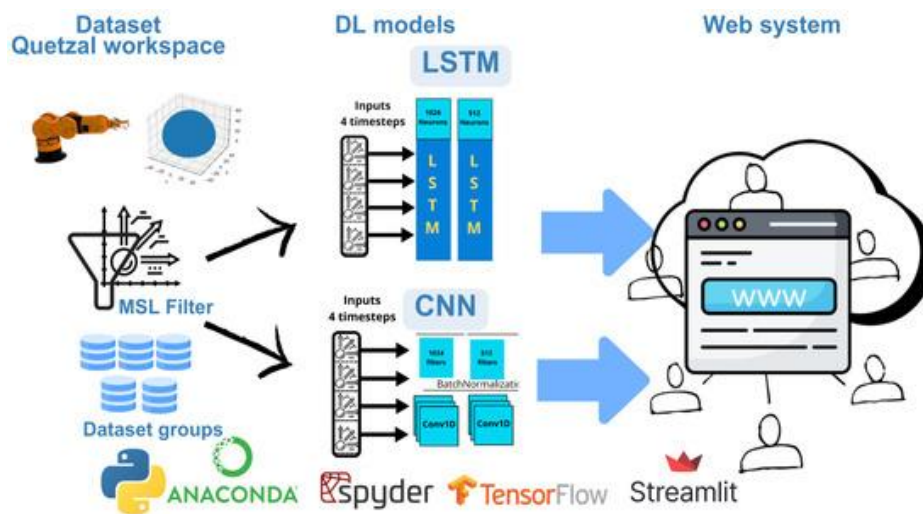 Dataset
Quetzal workspace
MSL Filter
Dataset groups
DL models
LSTM
Inputs
4 timesteps
1024
Neurons
512
Neurons
L
S
T
M
L
S
T
M
CNN
Inputs
4 timesteps
1024
filters
512
filters
BatchNormalizatio
Conv1D
Conv1D
Web system
WWW
ANACONDA
spyder
TensorFlow
Streamlit